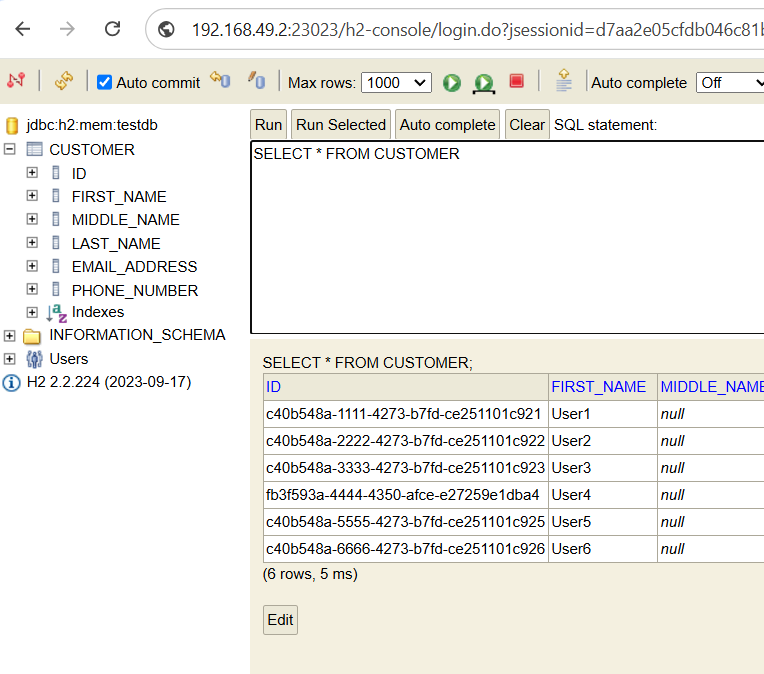 192.168.49.2:23023/h2-console/login.do?jsessionid=d7aa2e05cfdb046c81b
Auto commit Max rows: 1000 Auto complete Off
jdbc:h2:mem:testdb
CUSTOMER
ID
FIRST_NAME
MIDDLE_NAME
LAST_NAME
EMAIL_ADDRESS
PHONE_NUMBER
Indexes
INFORMATION_SCHEMA
Users
H2 2.2.224 (2023-09-17)
Run Run Selected Auto complete Clear SQL statement:
SELECT * FROM CUSTOMER
SELECT * FROM CUSTOMER;
ID FIRST_NAME MIDDLE_NAME
c40b548a-1111-4273-b7fd-ce251101c921 User1 null
c40b548a-2222-4273-b7fd-ce251101c922 User2 null
c40b548a-3333-4273-b7fd-ce251101c923 User3 null
fb3f593a-4444-4350-afce-e27259e1dba4 User4 null
c40b548a-5555-4273-b7fd-ce251101c925 User5 null
c40b548a-6666-4273-b7fd-ce251101c926 User6 null
(6 rows, 5 ms)
Edit